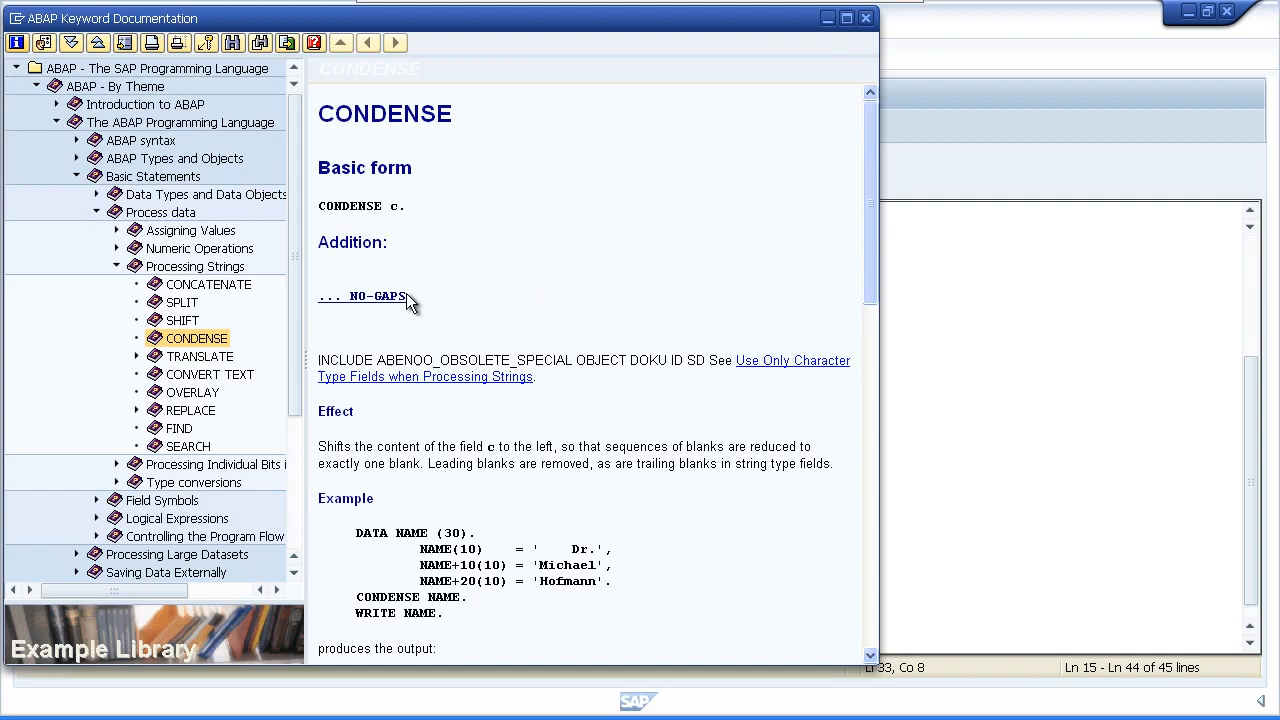 ABAP Keyword Documentation
ABAP - The SAP Programming Language
ABAP - By Theme
Introduction to ABAP
The ABAP Programming Language
ABAP syntax
ABAP Types and Objects
Basic Statements
Data Types and Data Objects
Process data
Assigning Values
Numeric Operations
Processing Strings
CONCATENATE
SPLIT
SHIFT
CONDENSE
TRANSLATE
CONVERT TEXT
OVERLAY
REPLACE
FIND
SEARCH
Processing Individual Bits i
Type conversions
Field Symbols
Logical Expressions
Controlling the Program Flow
Processing Large Datasets
Saving Data Externally
Example Library
CONDENSE
CONDENSE
Basic form
CONDENSE c.
Addition:
... NO-GAPS
INCLUDE ABENOO_OBSOLETE_SPECIAL OBJECT DOKU ID SD See Use Only Character
Type Fields when Processing Strings.
Effect
Shifts the content of the field c to the left, so that sequences of blanks are reduced to
exactly one blank. Leading blanks are removed, as are trailing blanks in string type fields.
Example
DATA NAME (30).
NAME(10)    = '    Dr.',
NAME+10(10) = 'Michael',
NAME+20(10) = 'Hofmann'.
CONDENSE NAME.
WRITE NAME.
produces the output:
Ln 33, Co 8
Ln 15 - Ln 44 of 45 lines
SAP